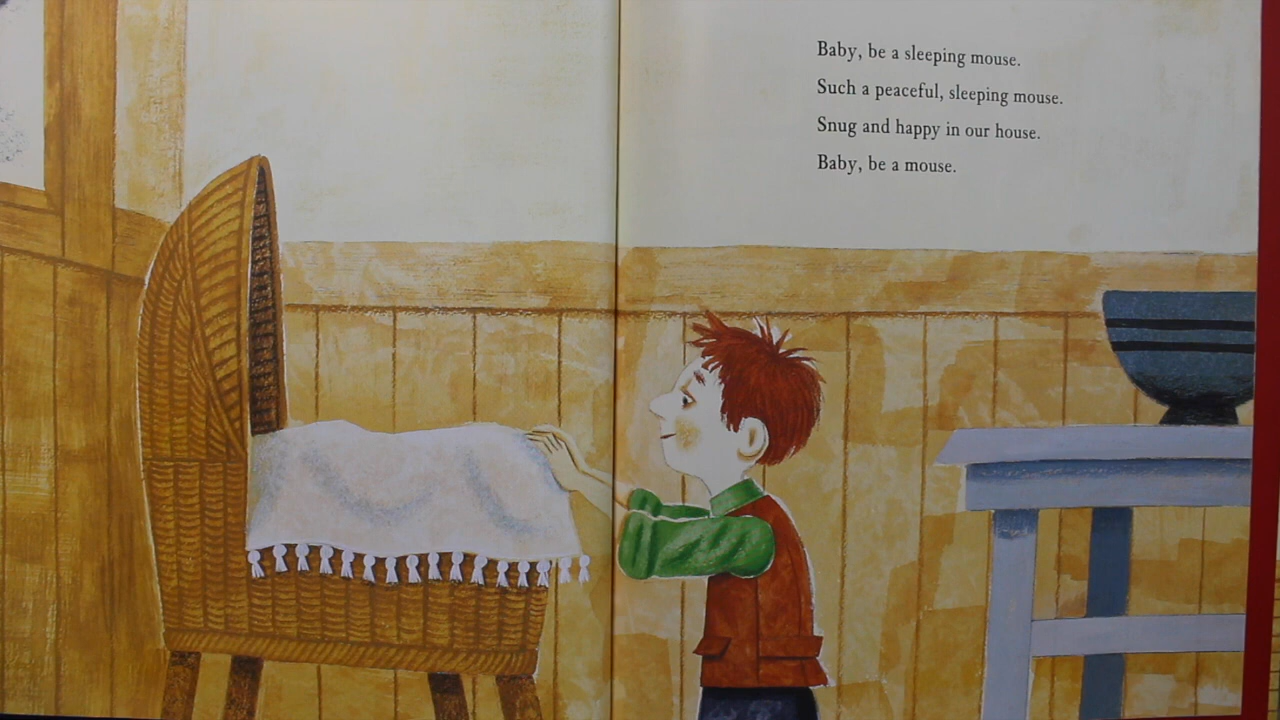 Baby, be a sleeping mouse.
Such a peaceful, sleeping mouse.
Snug and happy in our house.
Baby, be a mouse.